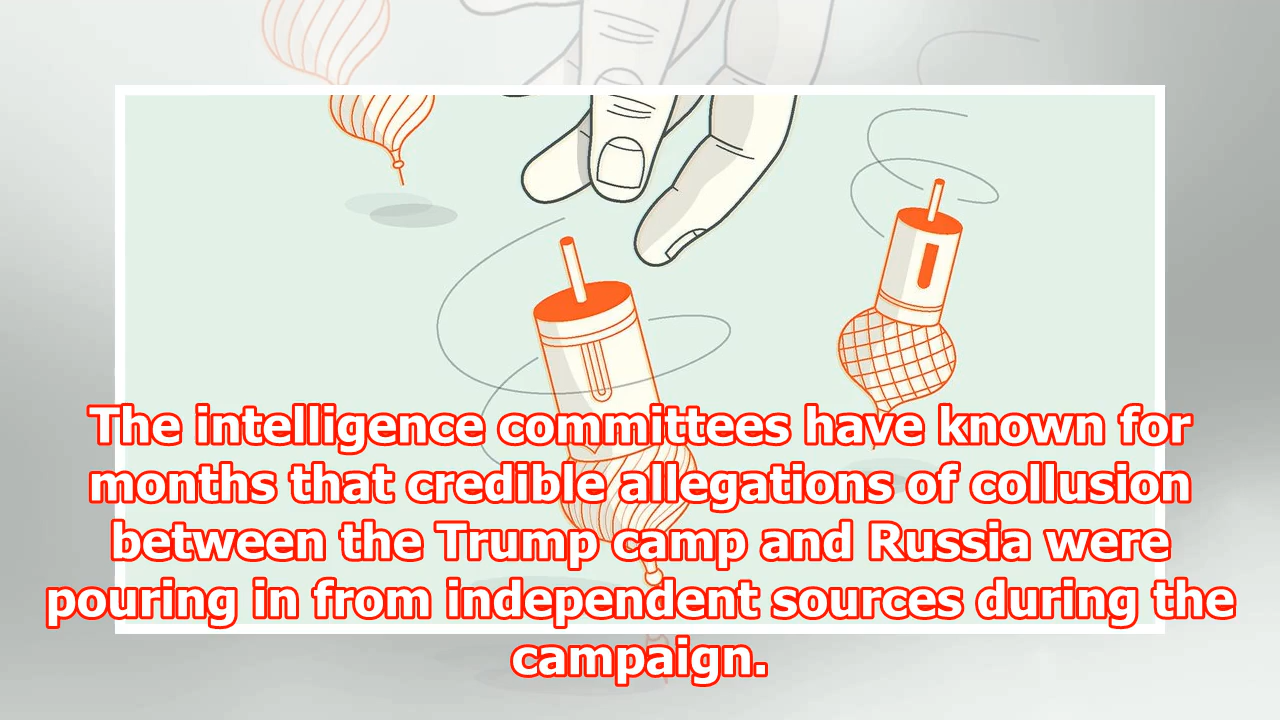 The intelligence committees have known for
months that credible allegations of collusion
between the Trump camp and Russia were
pouring in from independent sources during the
campaign.